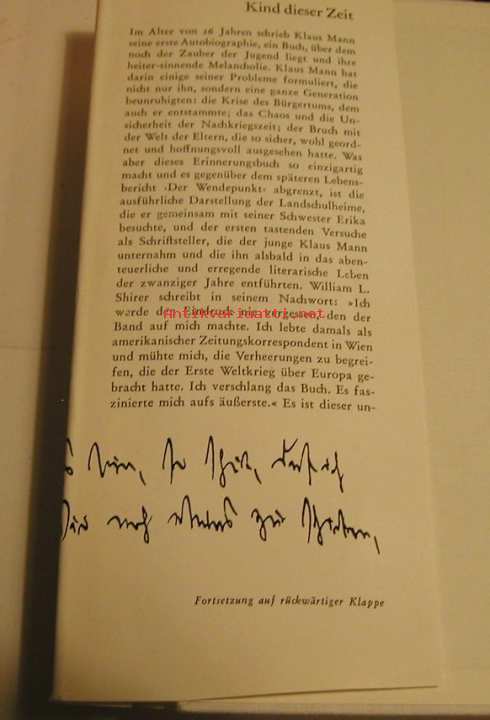 Kind dieser Zeit
Im Alter von 26 Jahren schrieb Klaus Mann
seine erste Autobiographie, ein Buch, über dem
noch der Zauber der Jugend liegt und ihre
heiter-sinnende Melancholie. Klaus Mann hat
darin einige seiner Probleme formuliert, die
nicht nur ihn, sondern eine ganze Generation
beunruhigten: die Krise des Bürgertums, dem
auch er entstammte; das Chaos und die Un-
sicherheit der Nachkriegszeit; der Bruch mit
der Welt der Eltern, die so sicher, wohl geord-
net und hoffnungsvoll ausgesehen hatte. Was
aber dieses Erinnerungsbuch so einzigartig
macht und es gegenüber dem späteren Lebens-
bericht ›Der Wendepunkt‹ abgrenzt, ist die
ausführliche Darstellung der Landschulheime,
die er gemeinsam mit seiner Schwester Erika
besuchte, und der ersten tastenden Versuche
als Schriftsteller, die der junge Klaus Mann
unternahm und die ihn alsbald in das aben-
teuerliche und erregende literarische Leben
der zwanziger Jahre entführten. William L.
Shirer schreibt in seinem Nachwort: »Ich
werde den Eindruck nie vergessen, den der
Band auf mich machte. Ich lebte damals als
amerikanischer Zeitungskorrespondent in Wien
und mühte mich, die Verheerungen zu begrei-
fen, die der Erste Weltkrieg über Europa ge-
bracht hatte. Ich verschlang das Buch. Es fas-
zinierte mich aufs äußerste.« Es ist dieser un-
Fortsetzung auf rückwärtiger Klappe